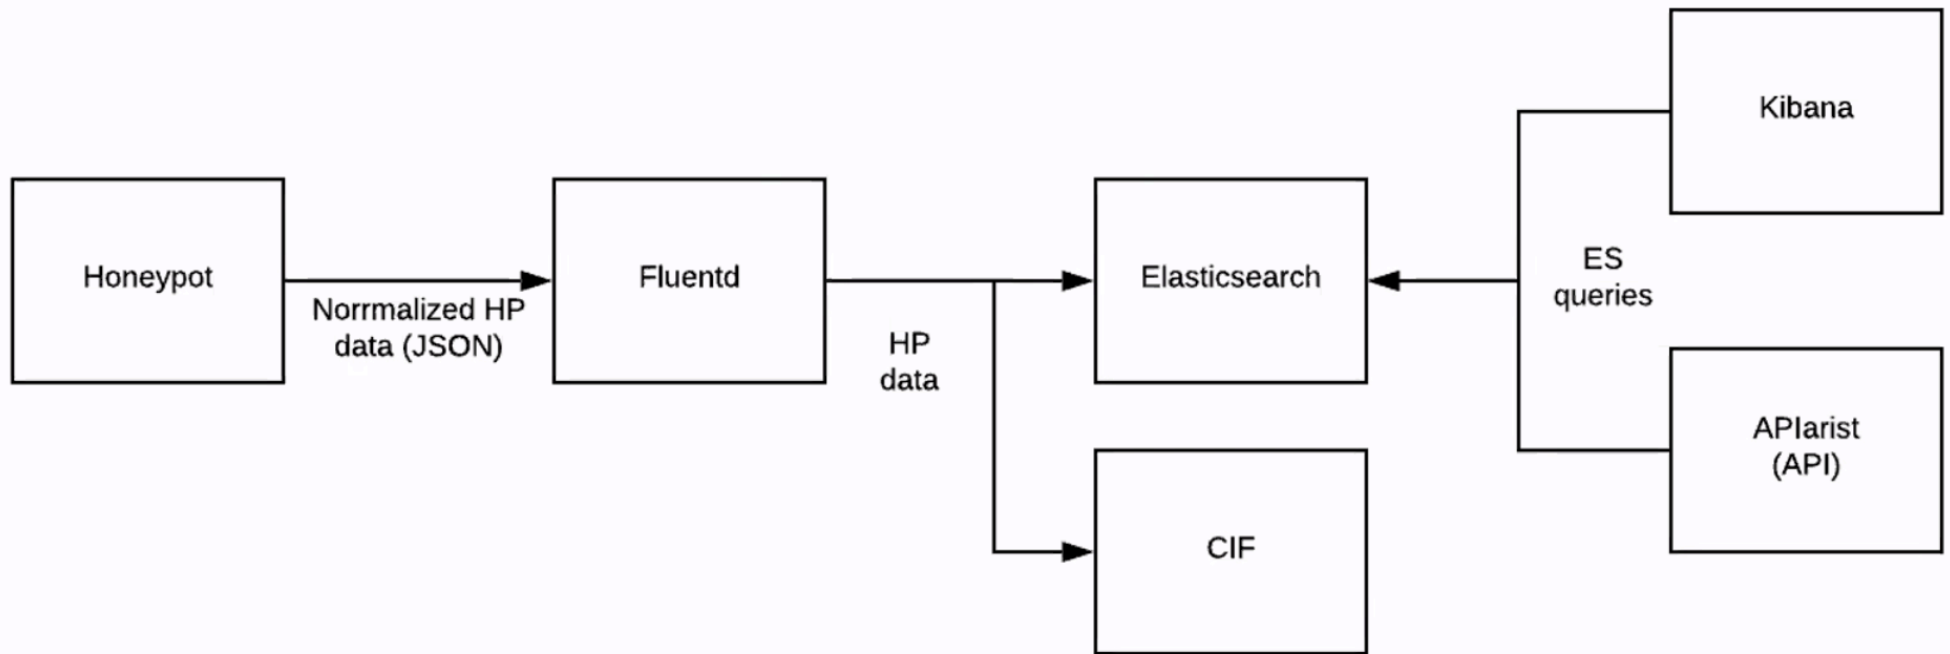 Honeypot
Norrmalized HP
data (JSON)
Fluentd
HP
data
Elasticsearch
CIF
ES
queries
Kibana
APIarist
(API)